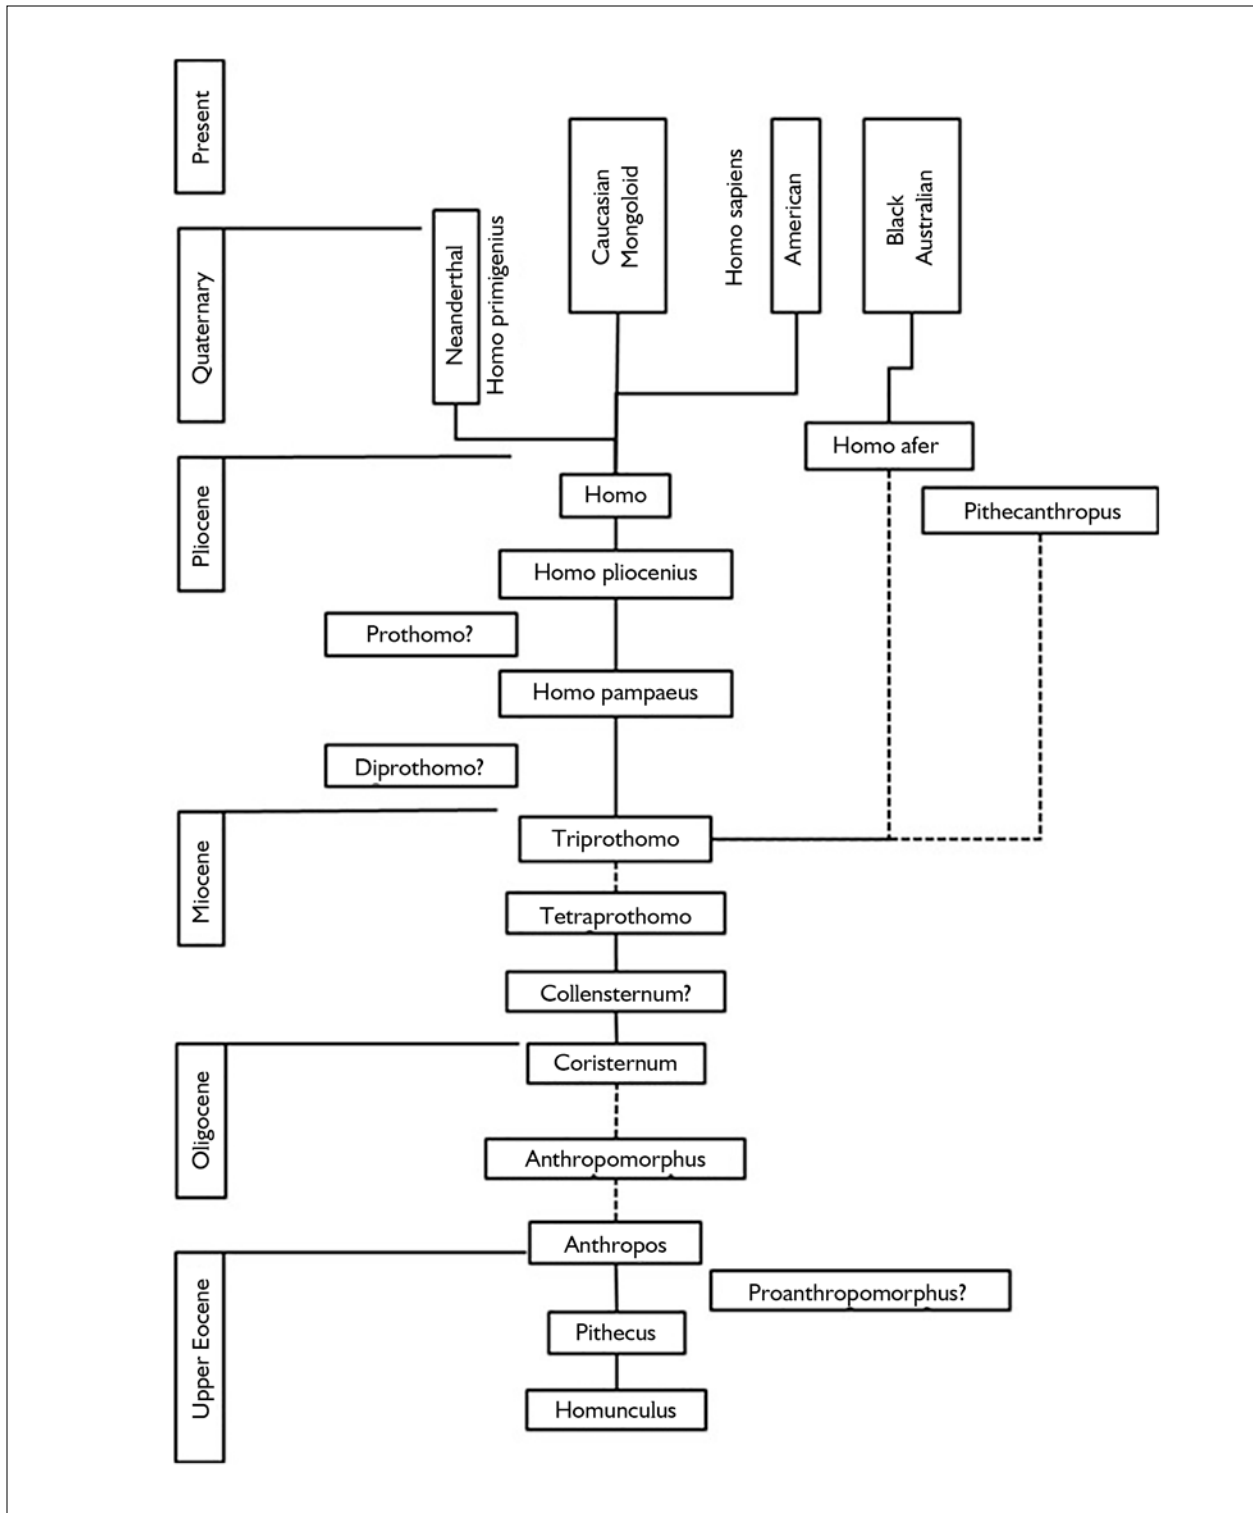 Present
Caucasian
Mongoloid
Homo sapiens
American
Black
Australian
Quaternary
Neanderthal
Homo primigenius
Homo afer
Pliocene
Homo
Pithecanthropus
Homo pliocenius
Prothomo?
Homo pampaeus
Diprothomo?
Miocene
Triprothomo
Tetraprothomo
Collensternum?
Oligocene
Coristernum
Anthropomorphus
Anthropos
Upper Eocene
Proanthropomorphus?
Pithecus
Homunculus